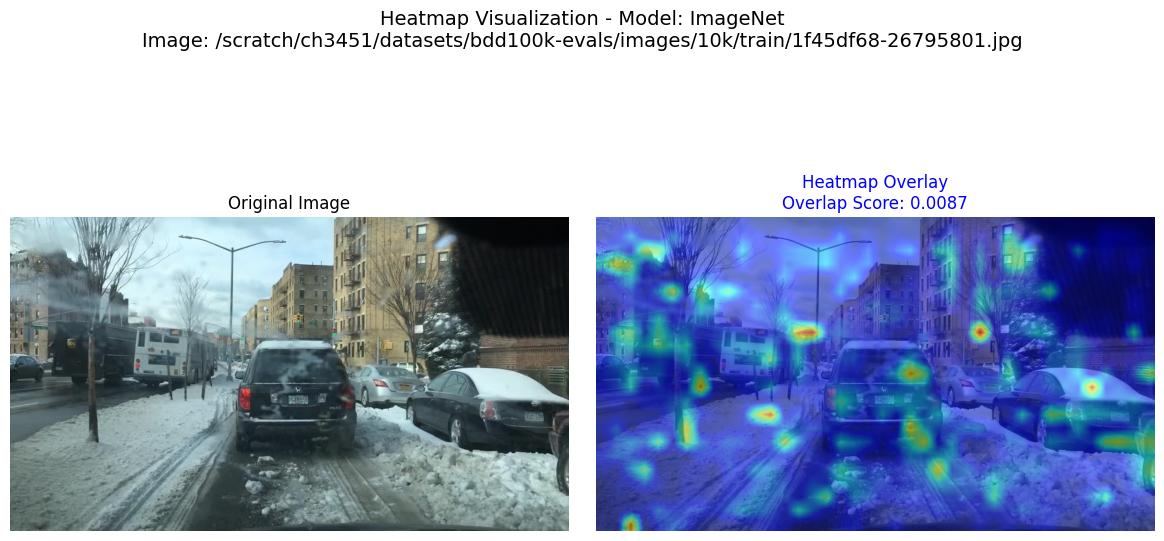 Heatmap Visualization - Model: ImageNet
Image: /scratch/ch3451/datasets/bdd100k-evals/images/10k/train/1f45df68-26795801.jpg
Original Image
Heatmap Overlay
Overlap Score: 0.0087